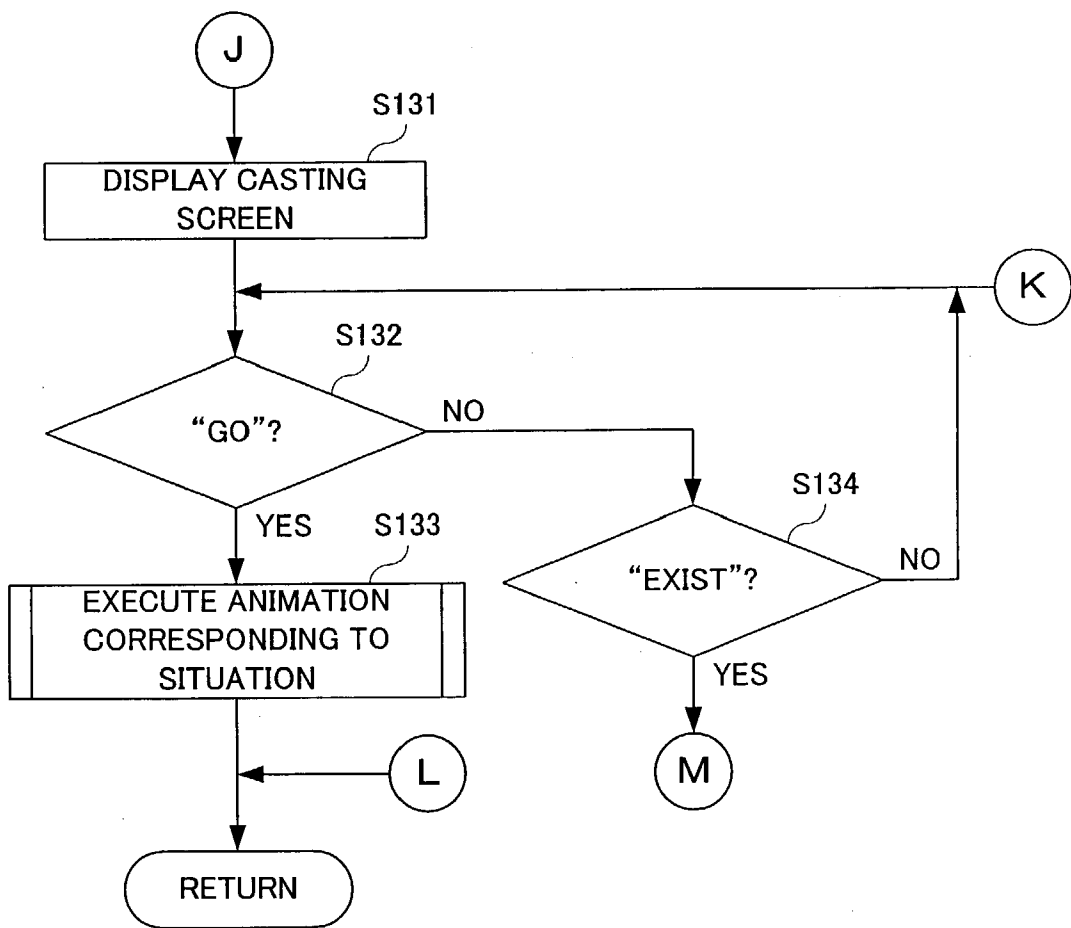 J
S131
DISPLAY CASTING
SCREEN
K
S132
“GO”?
NO
YES
S134
“EXIST”?
NO
YES
S133
EXECUTE ANIMATION
CORRESPONDING TO
SITUATION
L
M
RETURN